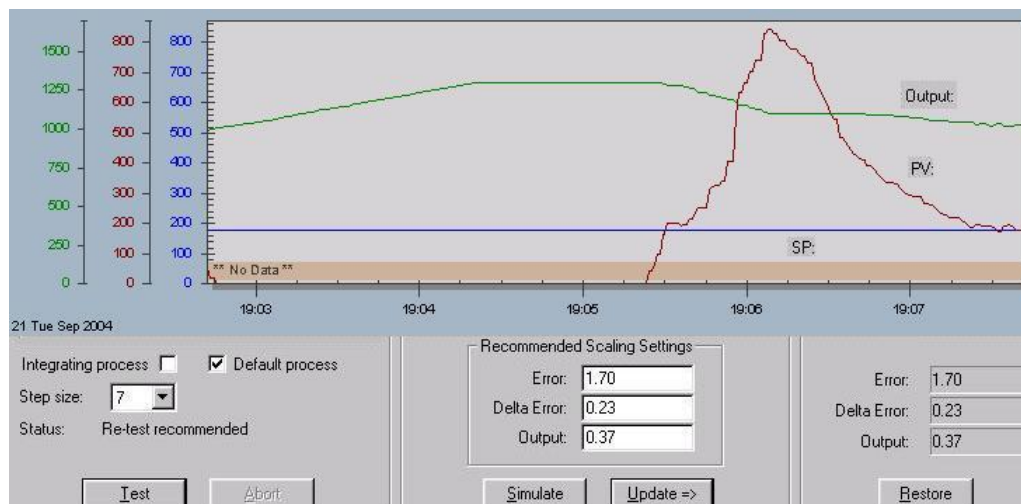 1500 800 800
700 700
1250 600 600 Output:
1000 500 500
750 400 400 PV:
300 300
500 200 200
250 100 100 SP:
0 0 0 ** No Data **
19:03 19:04 19:05 19:06 19:07
21 Tue Sep 2004
Integrating process Default process
Step size: 7
Status: Re-test recommended
Test Abort
Recommended Scaling Settings
Error: 1.70
Delta Error: 0.23
Output: 0.37
Simulate Update =>
Error: 1.70
Delta Error: 0.23
Output: 0.37
Restore